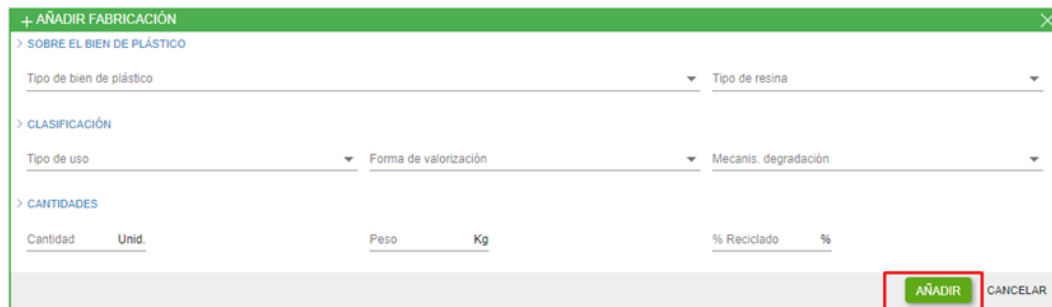 + AÑADIR FABRICACIÓN
> SOBRE EL BIEN DE PLÁSTICO
Tipo de bien de plástico Tipo de resina
> CLASIFICACIÓN
Tipo de uso Forma de valorización Mecanis. degradación
> CANTIDADES
Cantidad Unid. Peso Kg % Reciclado %
AÑADIR CANCELAR